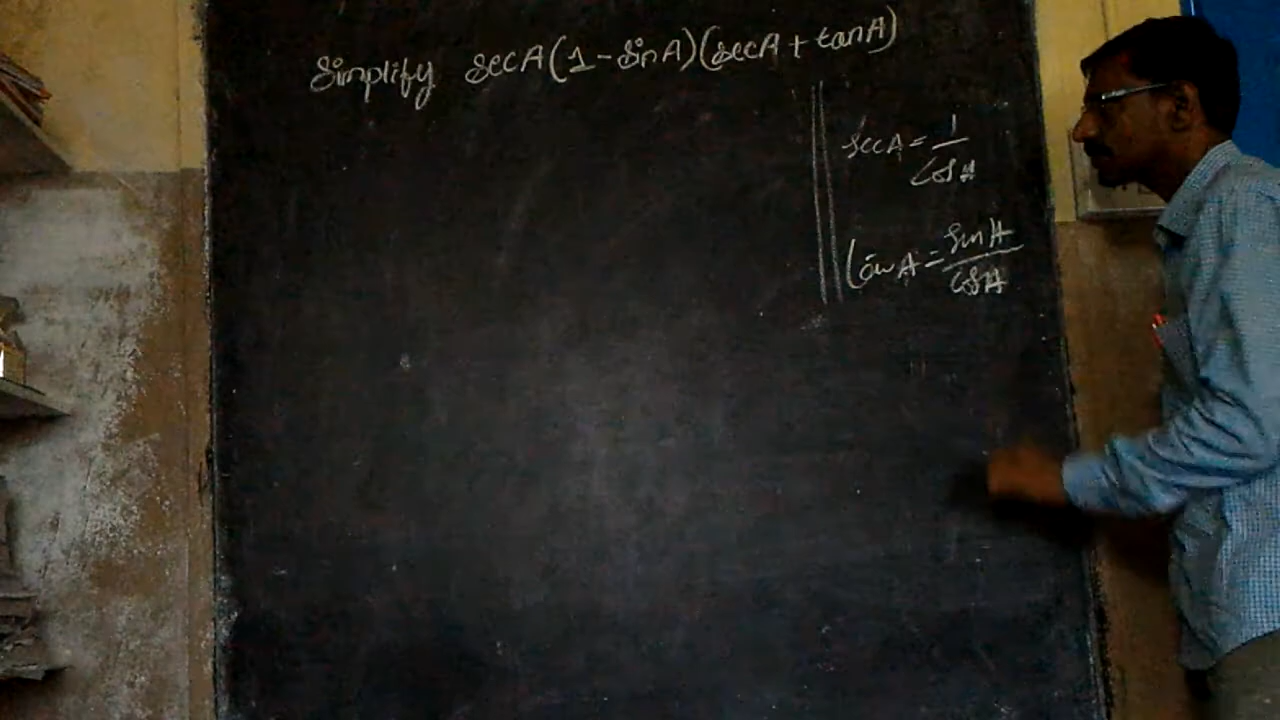 Simplify secA(1-SinA)(secA+tanA)
secA = 1/CosA
tanA = SinA/CosA